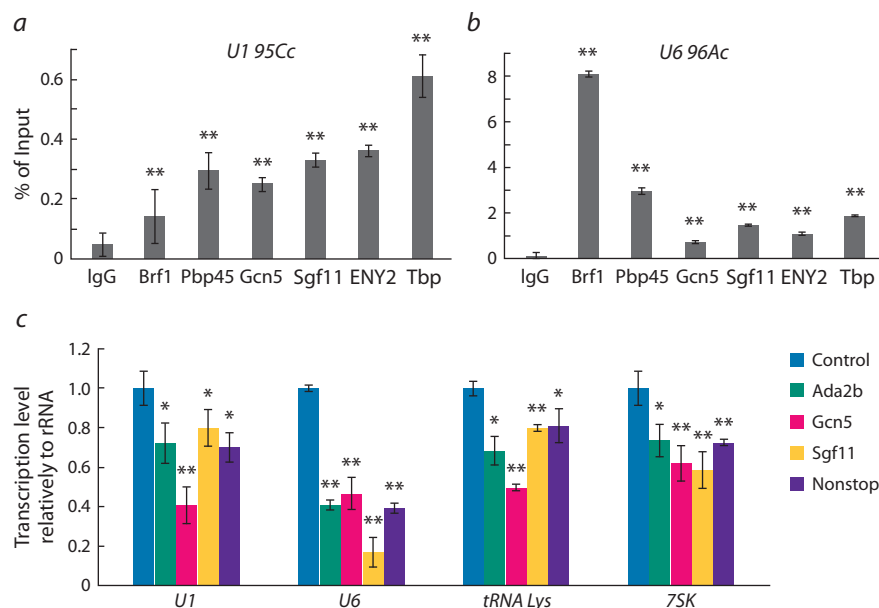 a
U1 95Cc
% of Input
0.6
0.4
0.2
0
** ** ** ** ** **
IgG Brf1 Pbp45 Gcn5 Sgf11 ENY2 Tbp
b
U6 96Ac
8
6
4
2
0
** ** ** ** ** **
IgG Brf1 Pbp45 Gcn5 Sgf11 ENY2 Tbp
c
Transcription level
relatively to rRNA
1.2
1.0
0.8
0.6
0.4
0.2
0
* ** * *
** ** ** **
* ** ** *
* ** ** **
U1 U6 tRNA Lys 7SK
Control
Ada2b
Gcn5
Sgf11
Nonstop